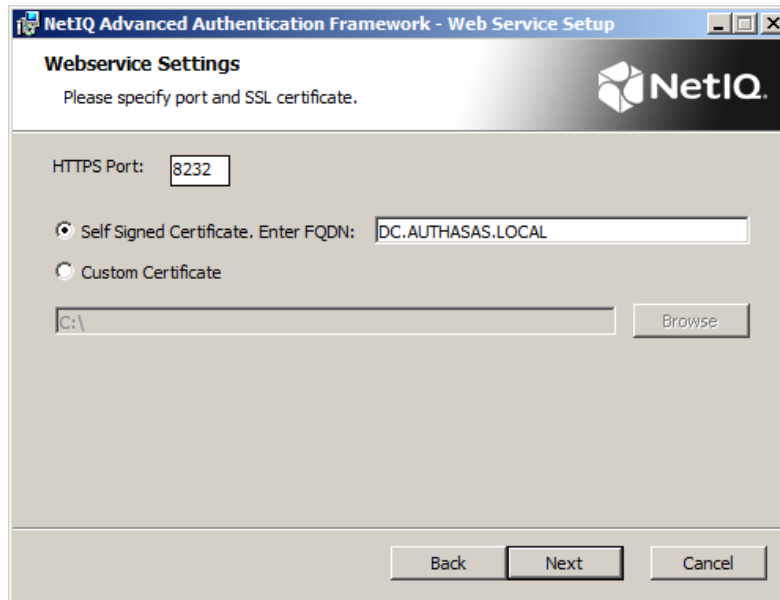 NetIQ Advanced Authentication Framework - Web Service Setup
Webservice Settings
Please specify port and SSL certificate.
NetIQ.
HTTPS Port: 8232
Self Signed Certificate. Enter FQDN: DC.AUTHASAS.LOCAL
Custom Certificate
C:\ Browse
Back Next Cancel